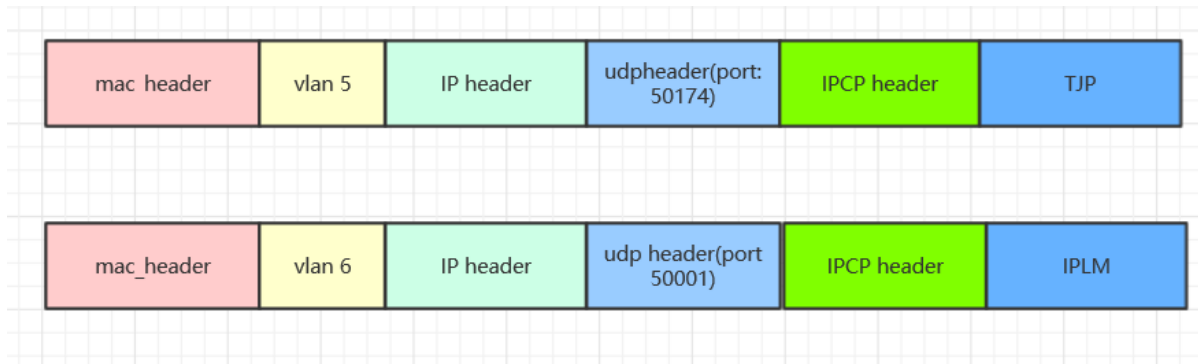 mac header
vlan 5
IP header
udpheader(port:
50174)
IPCP header
TJP
mac_header
vlan 6
IP header
udp header(port
50001)
IPCP header
IPLM